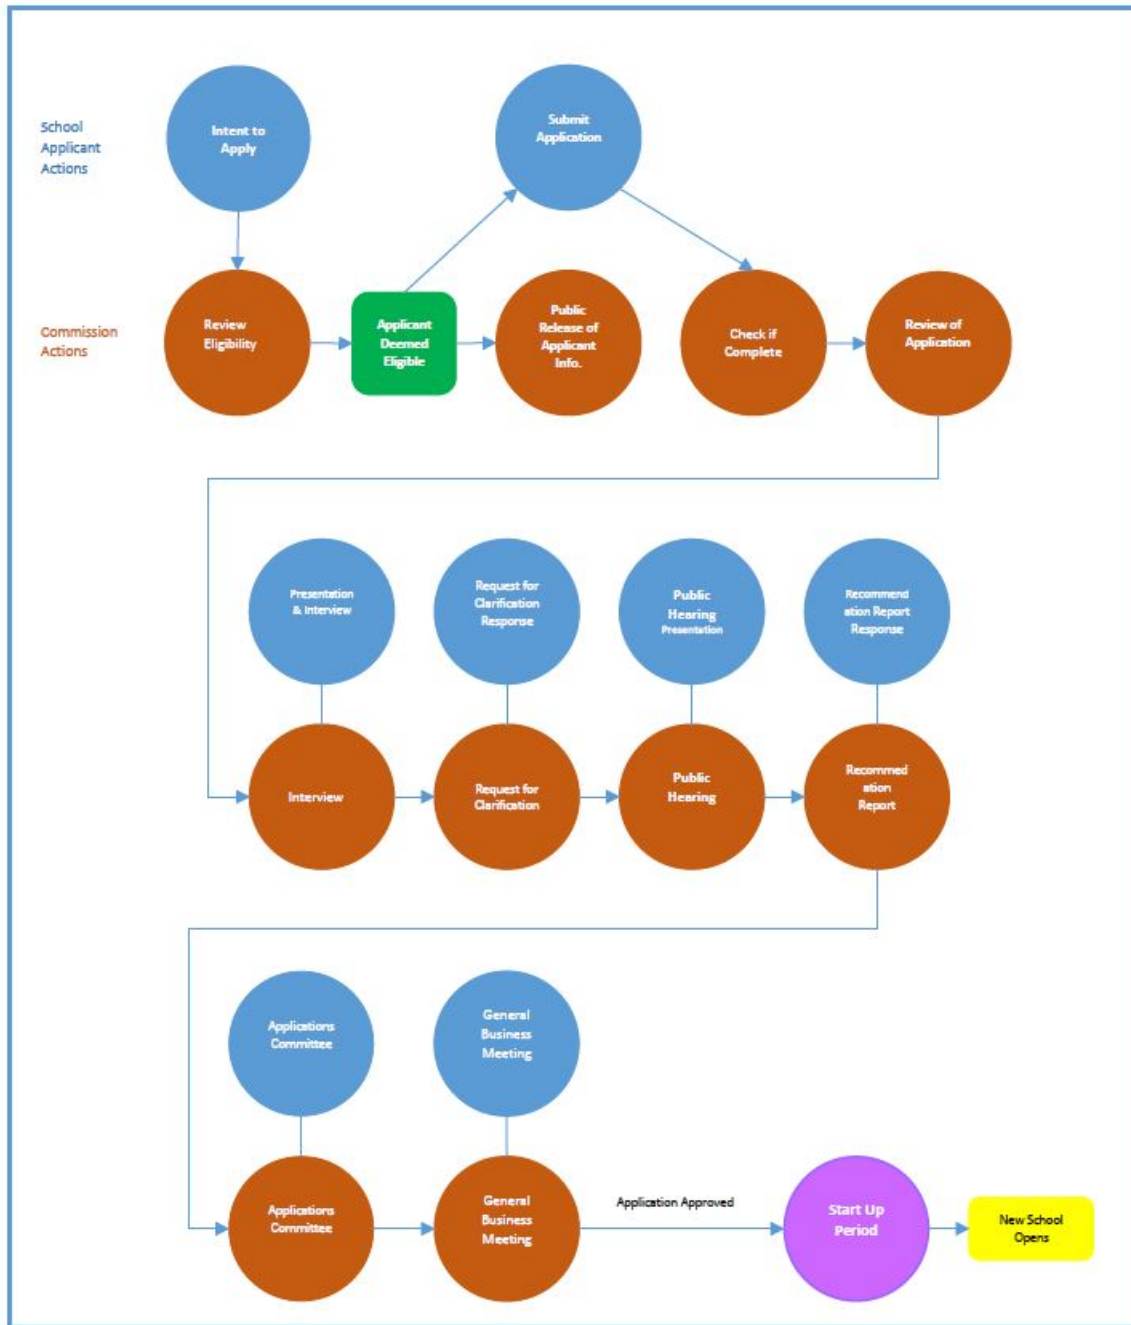 School
Applicant
Actions
Intent to
Apply
Submit
Application
Commission
Actions
Review
Eligibility
Applicant
Deemed
Eligible
Public
Release of
Applicant
Info.
Check if
Complete
Review of
Application
Presentation
& Interview
Request for
Clarification
Response
Public
Hearing
Presentation
Recommend
ation Report
Response
Interview
Request for
Clarification
Public
Hearing
Recommed
ation
Report
Applications
Committee
General
Business
Meeting
Applications
Committee
General
Business
Meeting
Application Approved
Start Up
Period
New School
Opens